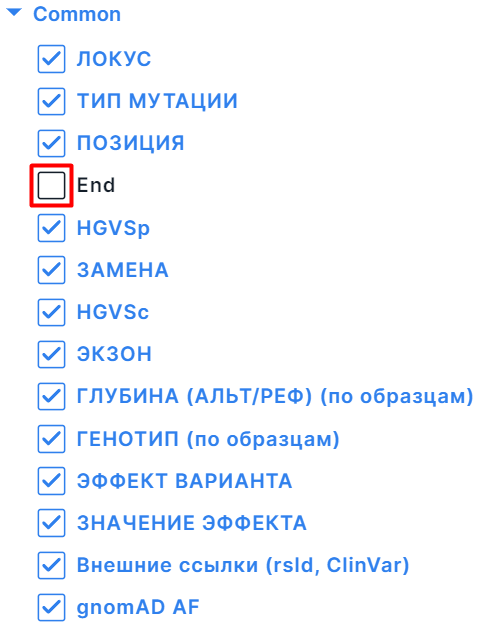 Common
ЛОКУС
ТИП МУТАЦИИ
ПОЗИЦИЯ
End
HGVSp
ЗАМЕНА
HGVSc
ЭКЗОН
ГЛУБИНА (АЛЬТ/РЕФ) (по образцам)
ГЕНОТИП (по образцам)
ЭФФЕКТ ВАРИАНТА
ЗНАЧЕНИЕ ЭФФЕКТА
Внешние ссылки (rsId, ClinVar)
gnomAD AF